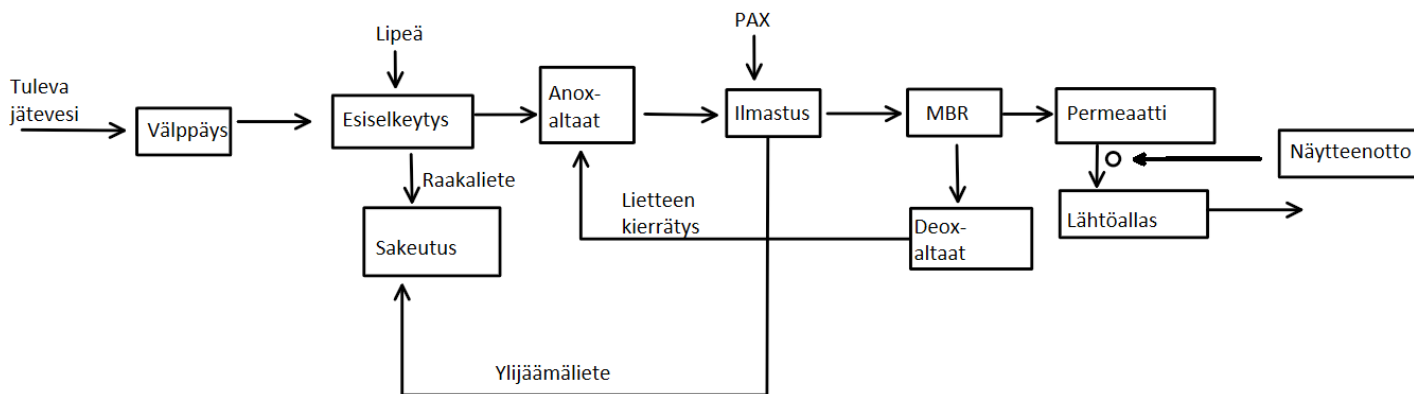 PAX
Lipeä
Tuleva
jätevesi
Välppäys
Esiselkeytys
Anox-
altaat
Ilmastus
MBR
Permeaatti
Näytteenotto
Raakaliete
Lietteen
kierrätys
Sakeutus
Deox-
altaat
Lähtöallas
Ylijäämäliete